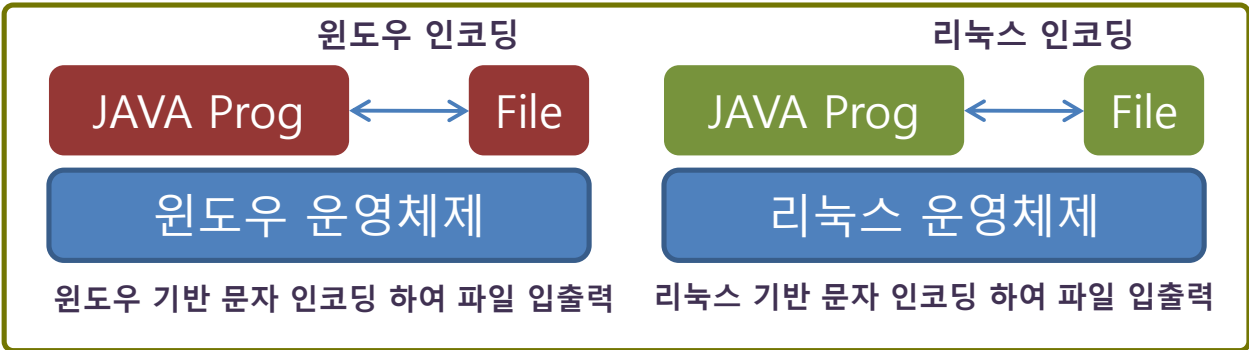 윈도우 인코딩
리눅스 인코딩
JAVA Prog
File
JAVA Prog
File
윈도우 운영체제
리눅스 운영체제
윈도우 기반 문자 인코딩 하여 파일 입출력
리눅스 기반 문자 인코딩 하여 파일 입출력